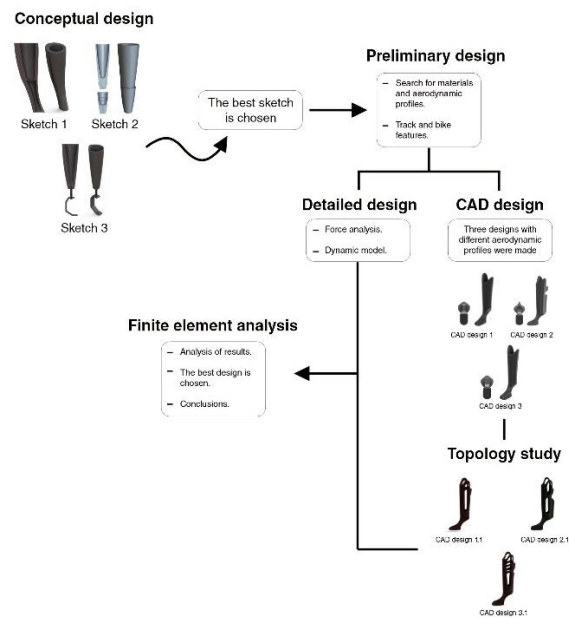 Conceptual design
Sketch 1
Sketch 2
Sketch 3
The best sketch
is chosen
Preliminary design
– Search for materials
and aerodynamic
profiles.
– Track and bike
features.
Detailed design
– Force analysis.
– Dynamic model.
CAD design
Three designs with
different aerodynamic
profiles were made
CAD design 1
CAD design 2
CAD design 3
Finite element analysis
– Analysis of results.
– The best design is
chosen.
– Conclusions.
Topology study
CAD design 1.1
CAD design 2.1
CAD design 3.1